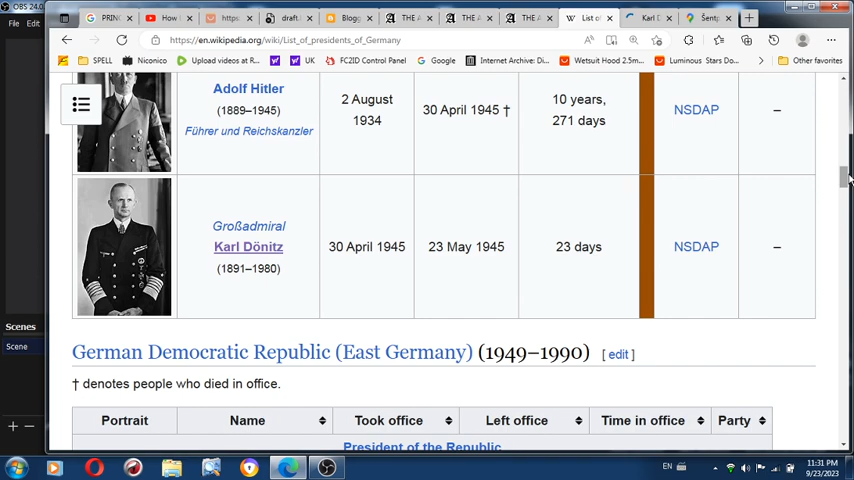 OBS 24.0
PRINC
How I
https:
draft.l
Blogg
THE A
THE A
THE A
List of
Karl D
Šentp
File Edit
https://en.wikipedia.org/wiki/List_of_presidents_of_Germany
SPELL Niconico Upload videos at r... UK FC2ID Control Panel Google Internet Archive: Di... Wetsuit Hood 2.5m... Luminous Stars Do... Other favorites
Adolf Hitler
(1889–1945)
Führer und Reichskanzler
2 August
1934
30 April 1945 †
10 years,
271 days
NSDAP
–
Großadmiral
Karl Dönitz
(1891–1980)
30 April 1945
23 May 1945
23 days
NSDAP
–
Scenes
Scene
German Democratic Republic (East Germany) (1949–1990) [ edit ]
† denotes people who died in office.
Portrait Name Took office Left office Time in office Party
President of the Republic
EN
11:31 PM
9/23/2023